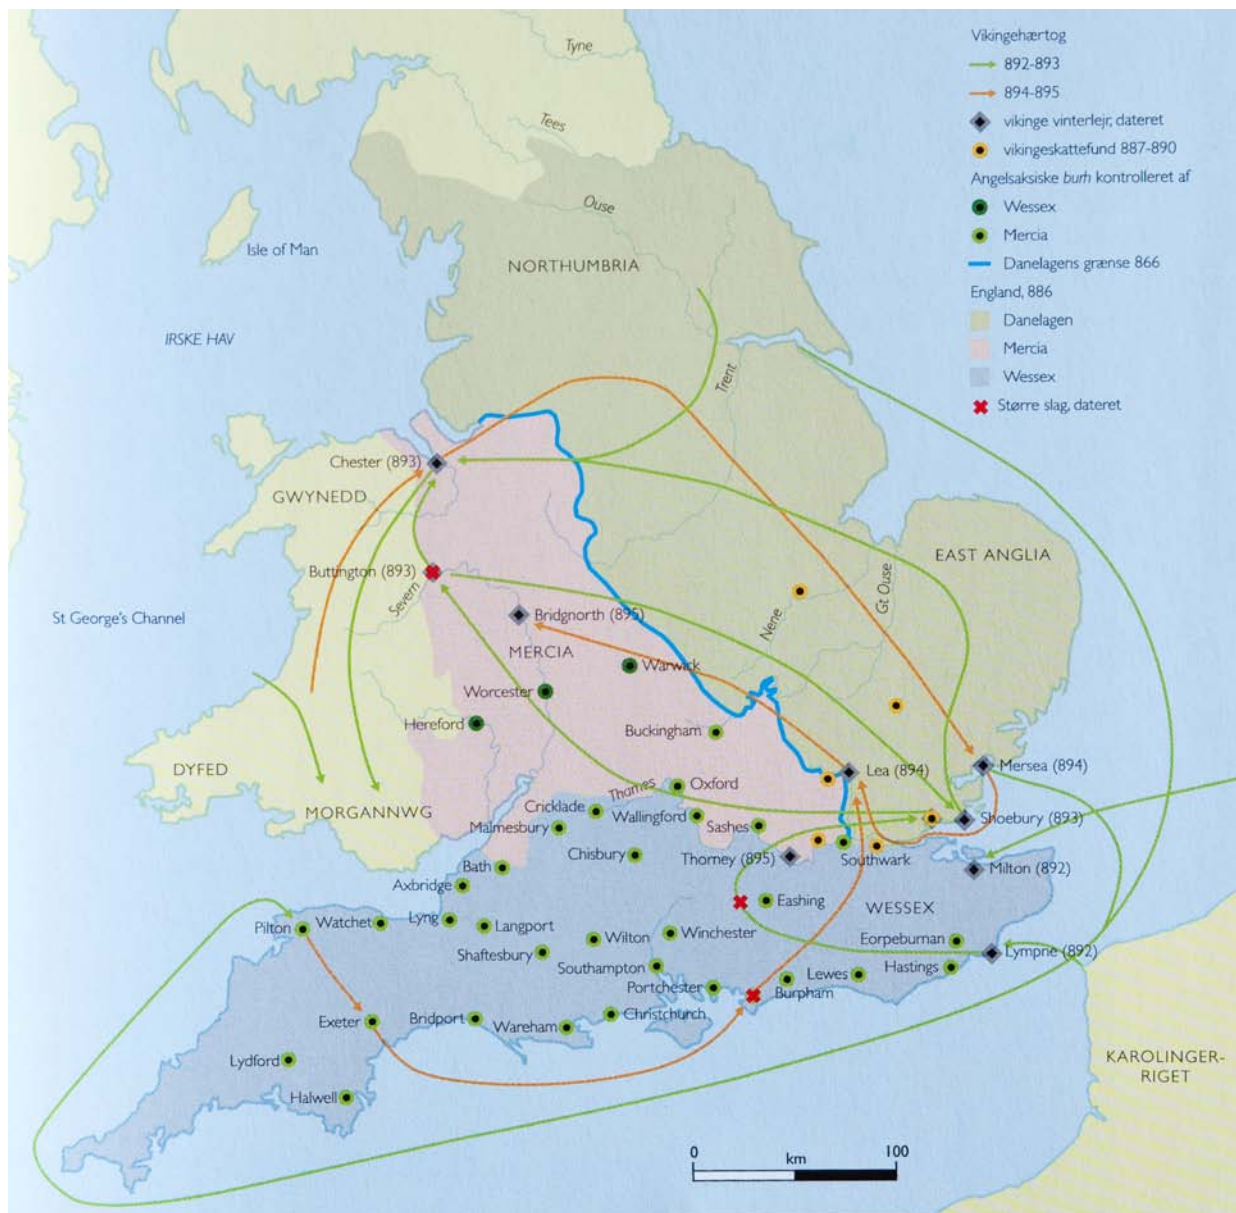 Vikingehærtog
892-893
894-895
vikinge vinterlejr, dateret
vikingeskattefund 887-890
Angelsaksiske burh kontrolleret af
Wessex
Mercia
Danelagens grænse 866
England, 886
Danelagen
Mercia
Wessex
Større slag, dateret
Tyne
Tees
Ouse
Isle of Man
NORTHUMBRIA
IRSKE HAV
Trent
Chester (893)
GWYNEDD
EAST ANGLIA
Buttington (893)
Severn
Gt Ouse
Nene
St George's Channel
Bridgnorth (895)
MERCIA
Warwick
Worcester
Hereford
Buckingham
DYFED
Lea (894)
Mersea (894)
Oxford
Thames
MORGANNWG
Cricklade
Wallingford
Shoebury (893)
Malmesbury
Sashes
Chisbury
Thorney (895)
Southwark
Bath
Milton (892)
Axbridge
Eashing
WESSEX
Pilton
Watchet
Lyng
Langport
Wilton
Winchester
Eorpeburnan
Shaftesbury
Lympne (892)
Southampton
Lewes
Hastings
Portchester
Burpham
Exeter
Bridport
Wareham
Christchurch
Lydford
Halwell
KAROLINGER-
RIGET
0
100
km